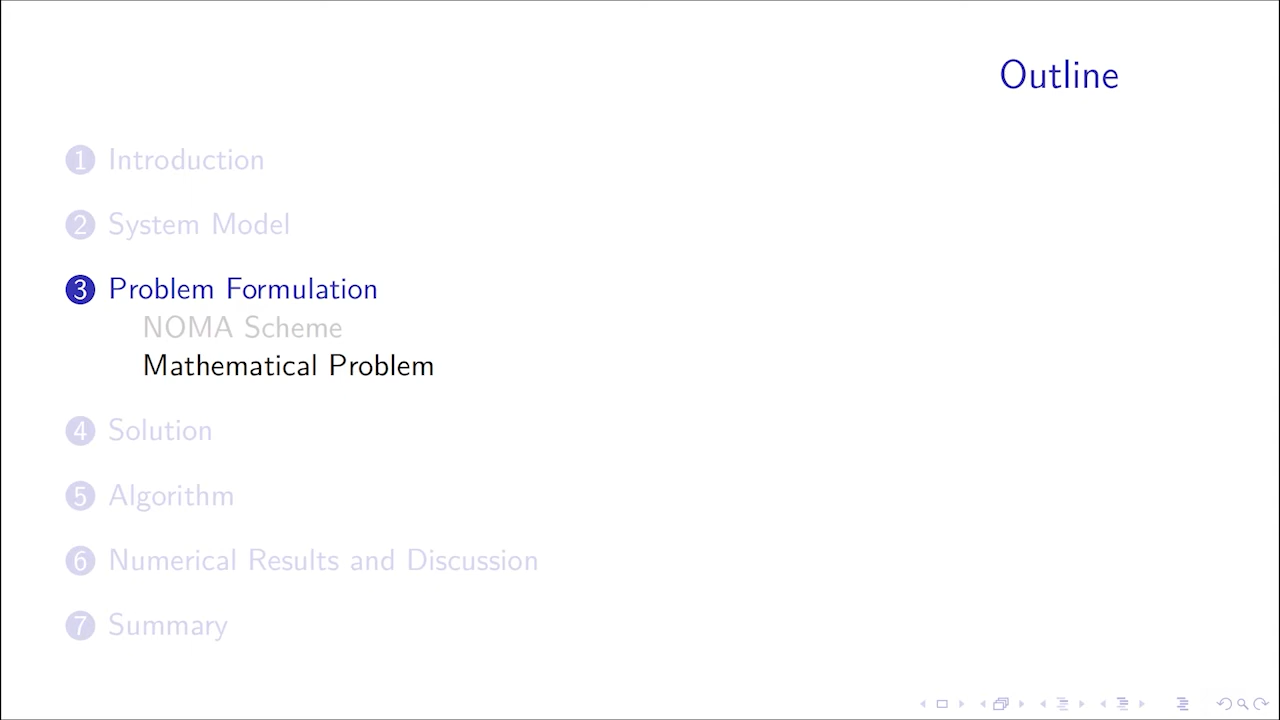 Outline
1 Introduction
2 System Model
3 Problem Formulation
NOMA Scheme
Mathematical Problem
4 Solution
5 Algorithm
6 Numerical Results and Discussion
7 Summary